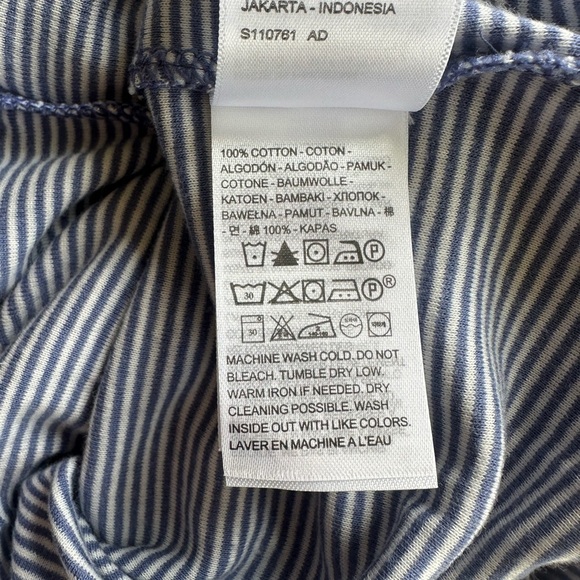 JAKARTA - INDONESIA
S110761 AD
100% COTTON - COTON -
ALGODÓN - ALGODÃO - PAMUK -
COTONE - BAUMWOLLE -
KATOEN - BAMBAKI - ХЛОПОК -
BAWEŁNA - PAMUT - BAVLNA - 棉
- 면 - 綿 100% - KAPAS
P
30 P®
30
MACHINE WASH COLD. DO NOT
BLEACH. TUMBLE DRY LOW.
WARM IRON IF NEEDED. DRY
CLEANING POSSIBLE. WASH
INSIDE OUT WITH LIKE COLORS.
LAVER EN MACHINE A L'EAU